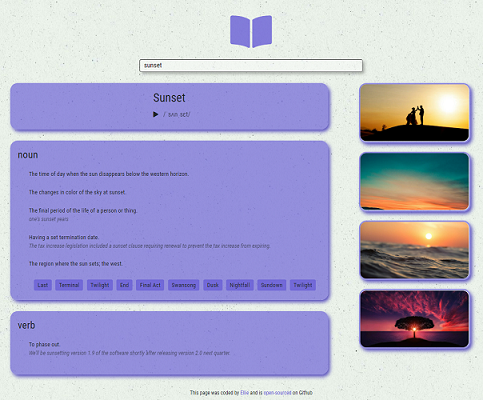 sunset
Sunset
noun
The time of day when the sun disappears below the western horizon.
The changes in color of the sky at sunset.
The final period of the life of a person or thing.
one's sunset years
Having a set termination date.
The tax increase legislation included a sunset clause requiring renewal to prevent the tax increase from expiring.
The region where the sun sets; the west.
Last Terminal Twilight End Final Act Swansong Dusk Nightfall Sundown Twilight
verb
To phase out.
We'll be sunsetting version 1.9 of the software shortly after releasing version 2.0 next quarter.
This page was coded by Ellie and is open-sourced on Github